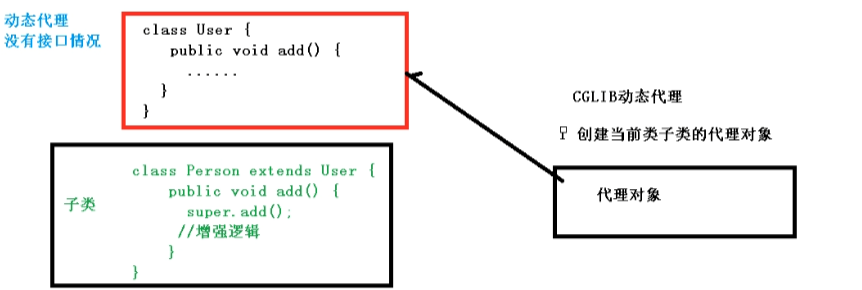 动态代理
没有接口情况
class User {
public void add() {
......
}
}
子类
class Person extends User {
public void add() {
super.add();
//增强逻辑
}
}
CGLIB动态代理
创建当前类子类的代理对象
代理对象